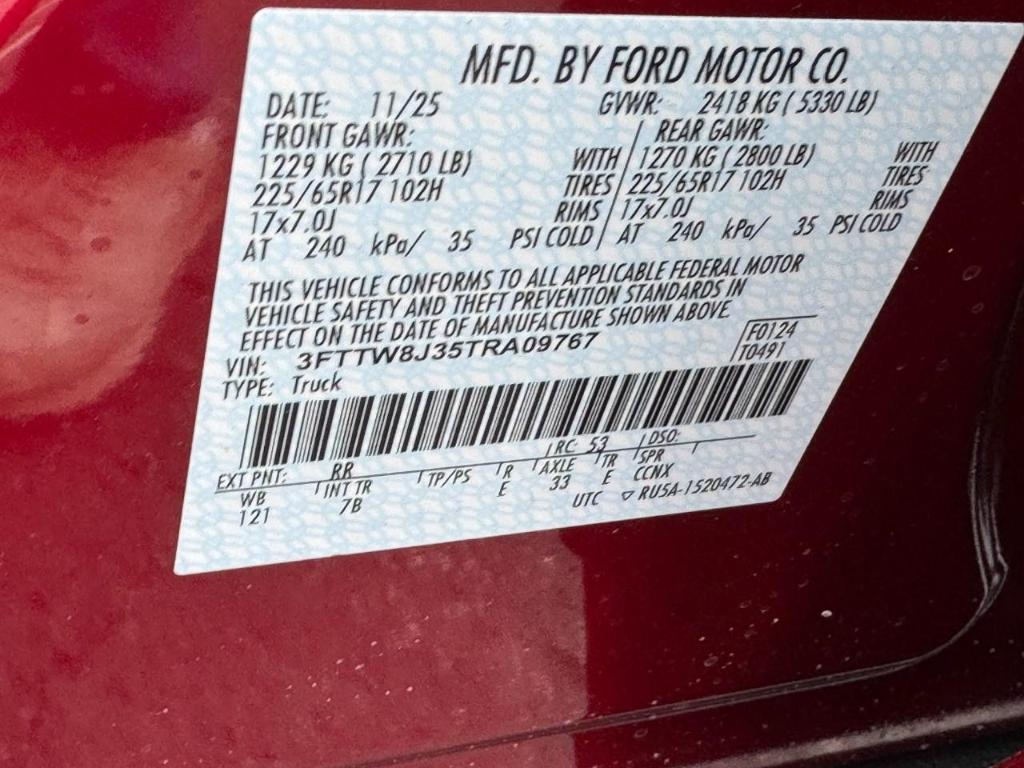 MFD. BY FORD MOTOR CO.
DATE: 11/25 GVWR: 2418 KG ( 5330 LB)
FRONT GAWR: / REAR GAWR:
1229 KG ( 2710 LB) WITH / 1270 KG ( 2800 LB) WITH
225/65R17 102H TIRES / 225/65R17 102H TIRES
17x7.0J RIMS / 17x7.0J RIMS
AT 240 kPa/ 35 PSI COLD / AT 240 kPa/ 35 PSI COLD
THIS VEHICLE CONFORMS TO ALL APPLICABLE FEDERAL MOTOR
VEHICLE SAFETY AND THEFT PREVENTION STANDARDS IN
EFFECT ON THE DATE OF MANUFACTURE SHOWN ABOVE.
VIN: 3FTTW8J35TRA09767 F0124
TYPE: Truck T0491
EXT PNT: RR RC: 53 DSO:
WB INT TR TP/PS R AXLE TR SPR
121 7B E 33 E CCNX
UTC ▽ RU5A-1520472-AB